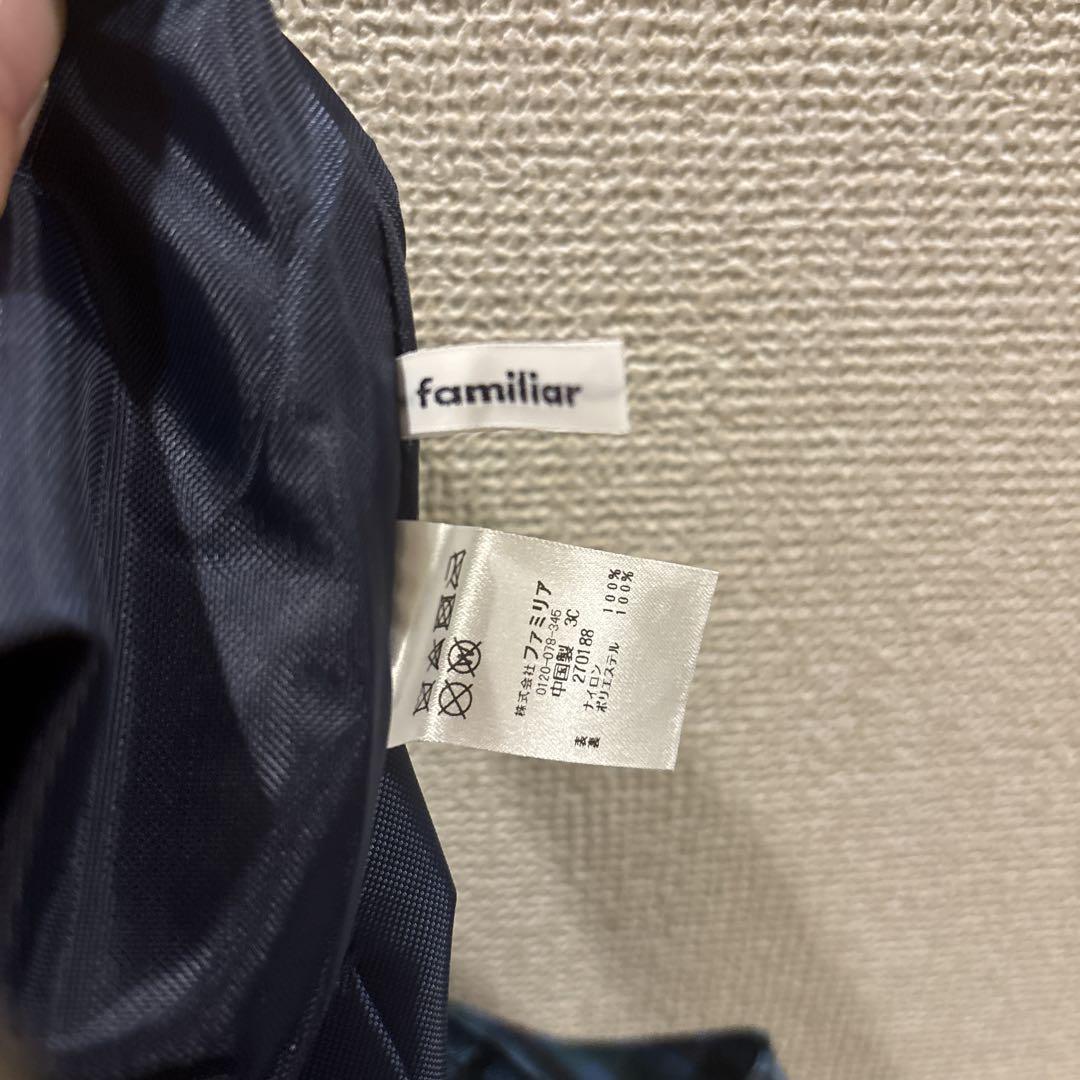 familiar
株式会社ファミリア
0120-078-345
中国製 3C
270188
表 ナイロン 100%
裏 ポリエステル 100%